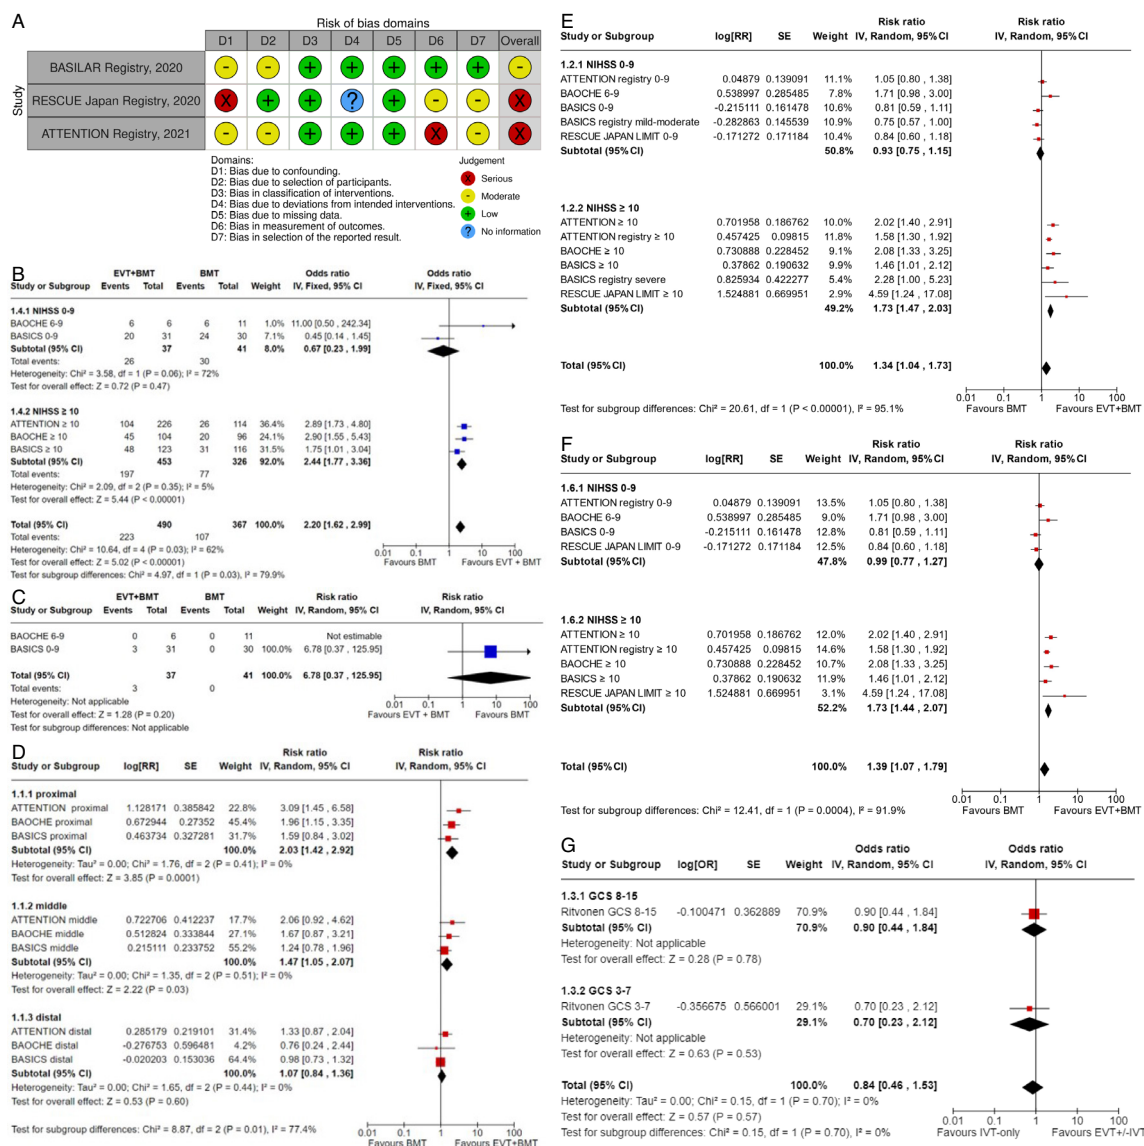 A
Risk of bias domains
D1 D2 D3 D4 D5 D6 D7 Overall
Study
BASILAR Registry, 2020 - - + + + + + -
RESCUE Japan Registry, 2020 X + + ? + - - X
ATTENTION Registry, 2021 - - + + + X - X
Domains:
D1: Bias due to confounding.
D2: Bias due to selection of participants.
D3: Bias in classification of interventions.
D4: Bias due to deviations from intended interventions.
D5: Bias due to missing data.
D6: Bias in measurement of outcomes.
D7: Bias in selection of the reported result.
Judgement
X Serious
- Moderate
+ Low
? No information
B
EVT+BMT BMT Odds ratio Odds ratio
Study or Subgroup Events Total Events Total Weight IV, Fixed, 95% CI IV, Fixed, 95% CI
1.4.1 NIHSS 0-9
BAOCHE 6-9 6 6 6 11 1.0% 11.00 [0.50 , 242.34]
BASICS 0-9 20 31 24 30 7.1% 0.45 [0.14 , 1.45]
Subtotal (95% CI) 37 41 8.0% 0.67 [0.23 , 1.99]
Total events: 26 30
Heterogeneity: Chi² = 3.58, df = 1 (P = 0.06); I² = 72%
Test for overall effect: Z = 0.72 (P = 0.47)
1.4.2 NIHSS ≥ 10
ATTENTION ≥ 10 104 226 26 114 36.4% 2.89 [1.73 , 4.80]
BAOCHE ≥ 10 45 104 20 96 24.1% 2.90 [1.55 , 5.43]
BASICS ≥ 10 48 123 31 116 31.5% 1.75 [1.01 , 3.04]
Subtotal (95% CI) 453 326 92.0% 2.44 [1.77 , 3.36]
Total events: 197 77
Heterogeneity: Chi² = 2.09, df = 2 (P = 0.35); I² = 5%
Test for overall effect: Z = 5.44 (P < 0.00001)
Total (95% CI) 490 367 100.0% 2.20 [1.62 , 2.99]
Total events: 223 107
Heterogeneity: Chi² = 10.64, df = 4 (P = 0.03); I² = 62%
Test for overall effect: Z = 5.02 (P < 0.00001)
Test for subgroup differences: Chi² = 4.97, df = 1 (P = 0.03), I² = 79.9%
0.01 0.1 1 10 100
Favours BMT Favours EVT + BMT
C
EVT+BMT BMT Risk ratio Risk ratio
Study or Subgroup Events Total Events Total Weight IV, Random, 95% CI IV, Random, 95% CI
BAOCHE 6-9 0 6 0 11 Not estimable
BASICS 0-9 3 31 0 30 100.0% 6.78 [0.37 , 125.95]
Total (95% CI) 37 41 100.0% 6.78 [0.37 , 125.95]
Total events: 3 0
Heterogeneity: Not applicable
Test for overall effect: Z = 1.28 (P = 0.20)
Test for subgroup differences: Not applicable
0.01 0.1 1 10 100
Favours EVT + BMT Favours BMT
D
Risk ratio Risk ratio
Study or Subgroup log[RR] SE Weight IV, Random, 95% CI IV, Random, 95% CI
1.1.1 proximal
ATTENTION proximal 1.128171 0.385842 22.8% 3.09 [1.45 , 6.58]
BAOCHE proximal 0.672944 0.27352 45.4% 1.96 [1.15 , 3.35]
BASICS proximal 0.463734 0.327281 31.7% 1.59 [0.84 , 3.02]
Subtotal (95% CI) 100.0% 2.03 [1.42 , 2.92]
Heterogeneity: Tau² = 0.00; Chi² = 1.76, df = 2 (P = 0.41); I² = 0%
Test for overall effect: Z = 3.85 (P = 0.0001)
1.1.2 middle
ATTENTION middle 0.722706 0.412237 17.7% 2.06 [0.92 , 4.62]
BAOCHE middle 0.512824 0.333844 27.1% 1.67 [0.87 , 3.21]
BASICS middle 0.215111 0.233752 55.2% 1.24 [0.78 , 1.96]
Subtotal (95% CI) 100.0% 1.47 [1.05 , 2.07]
Heterogeneity: Tau² = 0.00; Chi² = 1.35, df = 2 (P = 0.51); I² = 0%
Test for overall effect: Z = 2.22 (P = 0.03)
1.1.3 distal
ATTENTION distal 0.285179 0.219101 31.4% 1.33 [0.87 , 2.04]
BAOCHE distal -0.276753 0.596481 4.2% 0.76 [0.24 , 2.44]
BASICS distal -0.020203 0.153036 64.4% 0.98 [0.73 , 1.32]
Subtotal (95% CI) 100.0% 1.07 [0.84 , 1.36]
Heterogeneity: Tau² = 0.00; Chi² = 1.65, df = 2 (P = 0.44); I² = 0%
Test for overall effect: Z = 0.53 (P = 0.60)
Test for subgroup differences: Chi² = 8.87, df = 2 (P = 0.01), I² = 77.4%
0.01 0.1 1 10 100
Favours BMT Favours EVT+BMT
E
Risk ratio Risk ratio
Study or Subgroup log[RR] SE Weight IV, Random, 95% CI IV, Random, 95% CI
1.2.1 NIHSS 0-9
ATTENTION registry 0-9 0.04879 0.139091 11.1% 1.05 [0.80 , 1.38]
BAOCHE 6-9 0.538997 0.285485 7.8% 1.71 [0.98 , 3.00]
BASICS 0-9 -0.215111 0.161478 10.6% 0.81 [0.59 , 1.11]
BASICS registry mild-moderate -0.282863 0.145539 10.9% 0.75 [0.57 , 1.00]
RESCUE JAPAN LIMIT 0-9 -0.171272 0.171184 10.4% 0.84 [0.60 , 1.18]
Subtotal (95% CI) 50.8% 0.93 [0.75 , 1.15]
1.2.2 NIHSS ≥ 10
ATTENTION ≥ 10 0.701958 0.186762 10.0% 2.02 [1.40 , 2.91]
ATTENTION registry ≥ 10 0.457425 0.09815 11.8% 1.58 [1.30 , 1.92]
BAOCHE ≥ 10 0.730888 0.228452 9.1% 2.08 [1.33 , 3.25]
BASICS ≥ 10 0.37862 0.190632 9.9% 1.46 [1.01 , 2.12]
BASICS registry severe 0.825934 0.422277 5.4% 2.28 [1.00 , 5.23]
RESCUE JAPAN LIMIT ≥ 10 1.524881 0.669951 2.9% 4.59 [1.24 , 17.08]
Subtotal (95% CI) 49.2% 1.73 [1.47 , 2.03]
Total (95% CI) 100.0% 1.34 [1.04 , 1.73]
Test for subgroup differences: Chi² = 20.61, df = 1 (P < 0.00001), I² = 95.1%
0.01 0.1 1 10 100
Favours BMT Favours EVT+BMT
F
Risk ratio Risk ratio
Study or Subgroup log[RR] SE Weight IV, Random, 95% CI IV, Random, 95% CI
1.6.1 NIHSS 0-9
ATTENTION registry 0-9 0.04879 0.139091 13.5% 1.05 [0.80 , 1.38]
BAOCHE 6-9 0.538997 0.285485 9.0% 1.71 [0.98 , 3.00]
BASICS 0-9 -0.215111 0.161478 12.8% 0.81 [0.59 , 1.11]
RESCUE JAPAN LIMIT 0-9 -0.171272 0.171184 12.5% 0.84 [0.60 , 1.18]
Subtotal (95% CI) 47.8% 0.99 [0.77 , 1.27]
1.6.2 NIHSS ≥ 10
ATTENTION ≥ 10 0.701958 0.186762 12.0% 2.02 [1.40 , 2.91]
ATTENTION registry ≥ 10 0.457425 0.09815 14.6% 1.58 [1.30 , 1.92]
BAOCHE ≥ 10 0.730888 0.228452 10.7% 2.08 [1.33 , 3.25]
BASICS ≥ 10 0.37862 0.190632 11.9% 1.46 [1.01 , 2.12]
RESCUE JAPAN LIMIT ≥ 10 1.524881 0.669951 3.1% 4.59 [1.24 , 17.08]
Subtotal (95% CI) 52.2% 1.73 [1.44 , 2.07]
Total (95% CI) 100.0% 1.39 [1.07 , 1.79]
Test for subgroup differences: Chi² = 12.41, df = 1 (P = 0.0004), I² = 91.9%
0.01 0.1 1 10 100
Favours BMT Favours EVT+BMT
G
Odds ratio Odds ratio
Study or Subgroup log[OR] SE Weight IV, Random, 95% CI IV, Random, 95% CI
1.3.1 GCS 8-15
Ritvonen GCS 8-15 -0.100471 0.362889 70.9% 0.90 [0.44 , 1.84]
Subtotal (95% CI) 70.9% 0.90 [0.44 , 1.84]
Heterogeneity: Not applicable
Test for overall effect: Z = 0.28 (P = 0.78)
1.3.2 GCS 3-7
Ritvonen GCS 3-7 -0.356675 0.566001 29.1% 0.70 [0.23 , 2.12]
Subtotal (95% CI) 29.1% 0.70 [0.23 , 2.12]
Heterogeneity: Not applicable
Test for overall effect: Z = 0.63 (P = 0.53)
Total (95% CI) 100.0% 0.84 [0.46 , 1.53]
Heterogeneity: Tau² = 0.00; Chi² = 0.15, df = 1 (P = 0.70); I² = 0%
Test for overall effect: Z = 0.57 (P = 0.57)
Test for subgroup differences: Chi² = 0.15, df = 1 (P = 0.70), I² = 0%
0.01 0.1 1 10 100
Favours IVT-only Favours EVT+/-IV